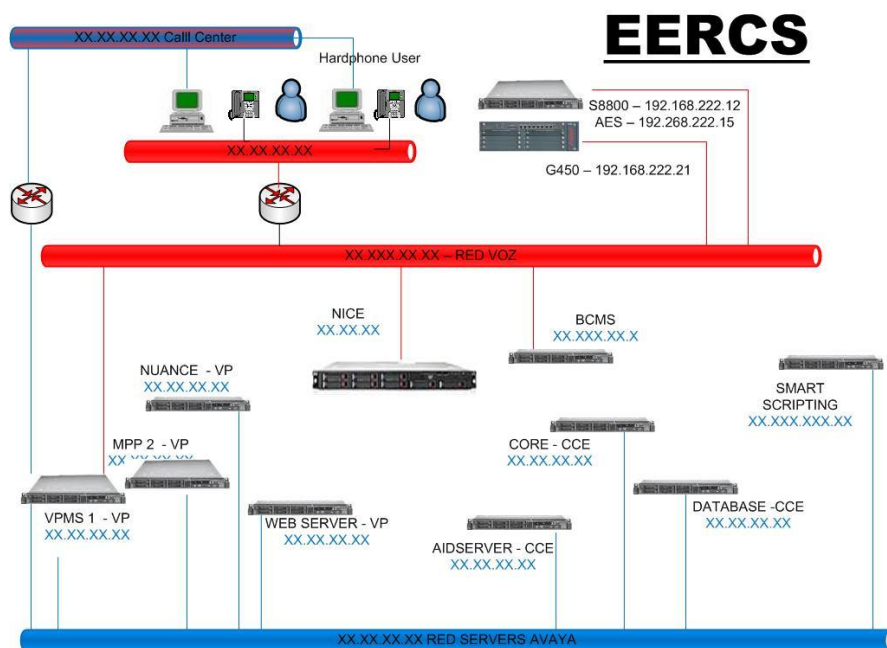 EERCS
XX.XX.XX.XX Calll Center
Hardphone User
S8800 – 192.168.222.12
AES – 192.268.222.15
XX.XX.XX.XX
G450 – 192.168.222.21
XX.XXX.XX.XX – RED VOZ
NICE
XX.XX.XX
BCMS
XX.XXX.XX.X
NUANCE - VP
XX.XX.XX.XX
SMART
SCRIPTING
XX.XXX.XXX.XX
MPP 2 - VP
CORE - CCE
XX.XX.XX.XX
VPMS 1 - VP
XX.XX.XX.XX
WEB SERVER - VP
XX.XX.XX.XX
DATABASE -CCE
XX.XX.XX.XX
AIDSERVER - CCE
XX.XX.XX.XX
XX.XX.XX.XX RED SERVERS AVAYA